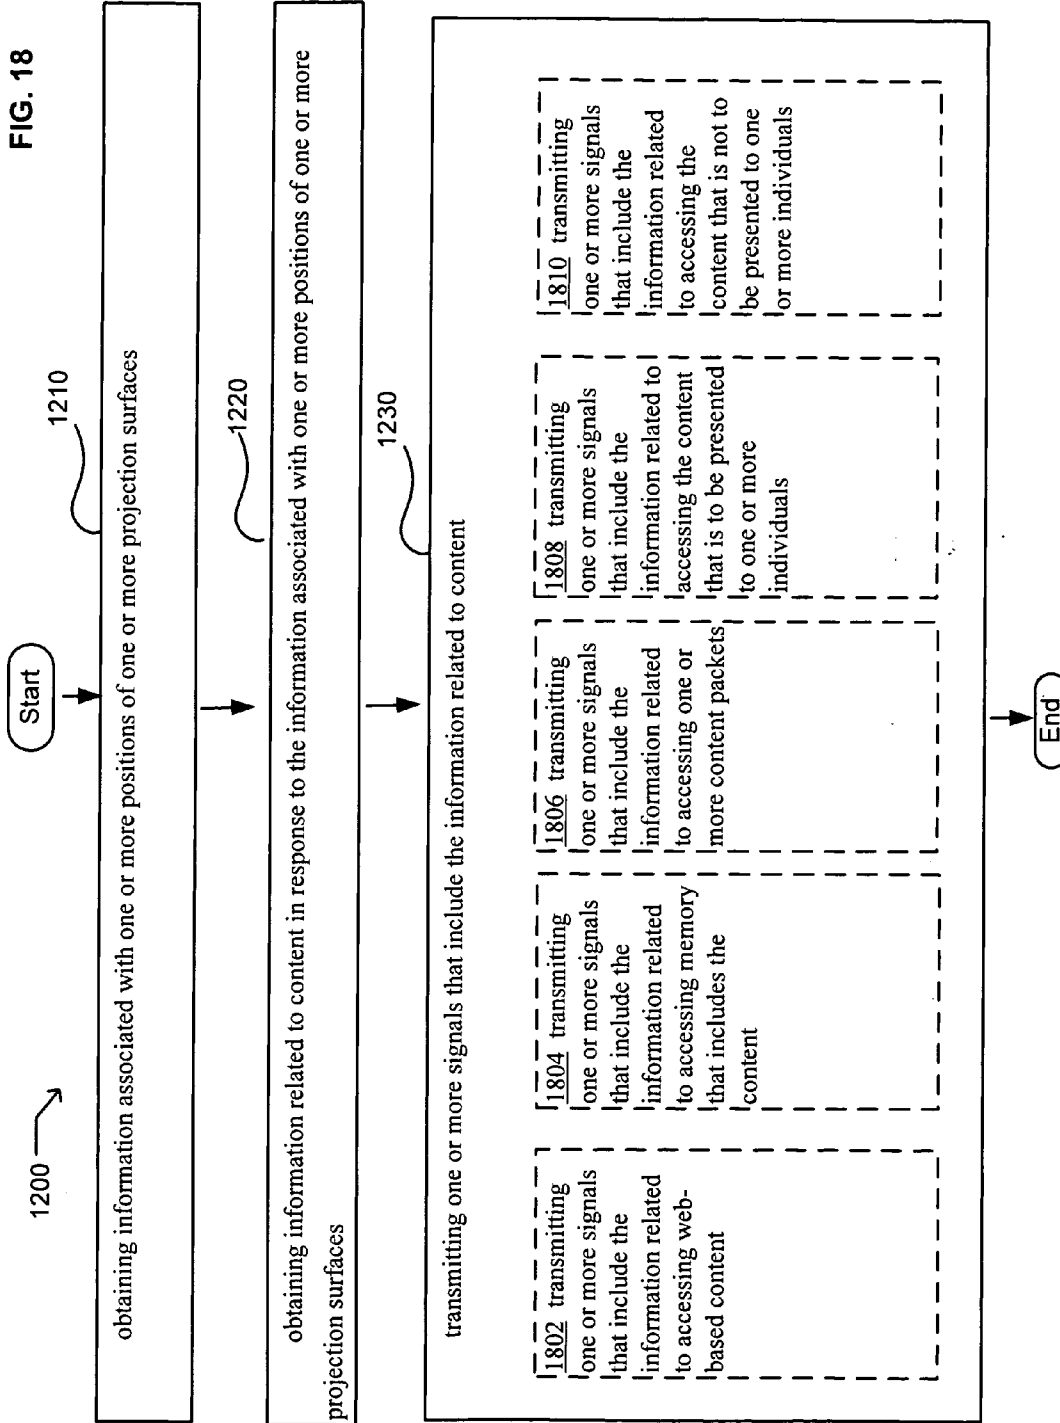 FIG. 18
1200
Start
1210
obtaining information associated with one or more positions of one or more projection surfaces
1220
obtaining information related to content in response to the information associated with one or more positions of one or more
projection surfaces
1230
transmitting one or more signals that include the information related to content
1802 transmitting
one or more signals
that include the
information related
to accessing web-
based content
1804 transmitting
one or more signals
that include the
information related
to accessing memory
that includes the
content
1806 transmitting
one or more signals
that include the
information related
to accessing one or
more content packets
1808 transmitting
one or more signals
that include the
information related to
accessing the content
that is to be presented
to one or more
individuals
1810 transmitting
one or more signals
that include the
information related
to accessing the
content that is not to
be presented to one
or more individuals
End